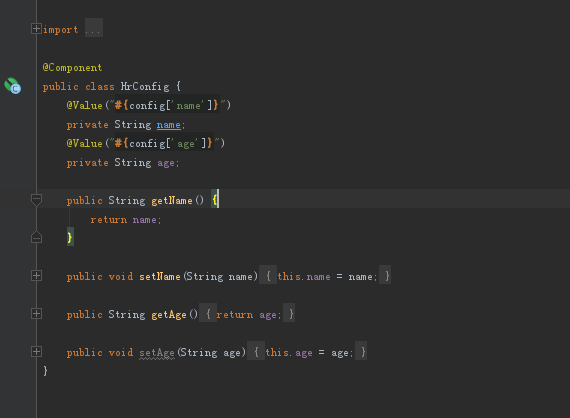 import ...
@Component
public class HrConfig {
@Value("#{config['name']}")
private String name;
@Value("#{config['age']}")
private String age;
public String getName() {
return name;
}
public void setName(String name) { this.name = name; }
public String getAge() { return age; }
public void setAge(String age) { this.age = age; }
}